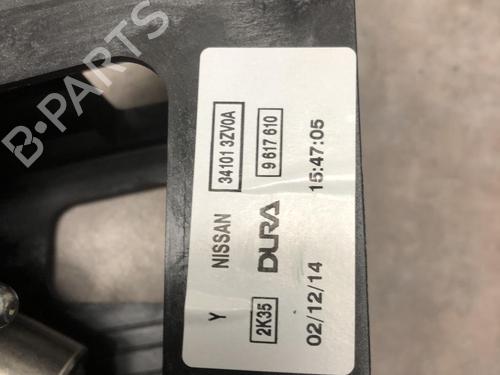 Y NISSAN 34101 3ZV0A
2K35 DURA 9 617 610
02/12/14 15:47:05
B-PARTS